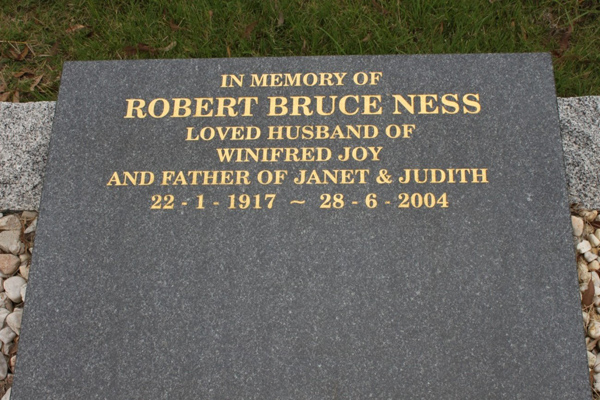 IN MEMORY OF
ROBERT BRUCE NESS
LOVED HUSBAND OF
WINIFRED JOY
AND FATHER OF JANET & JUDITH
22 - 1 - 1917 ~ 28 - 6 - 2004